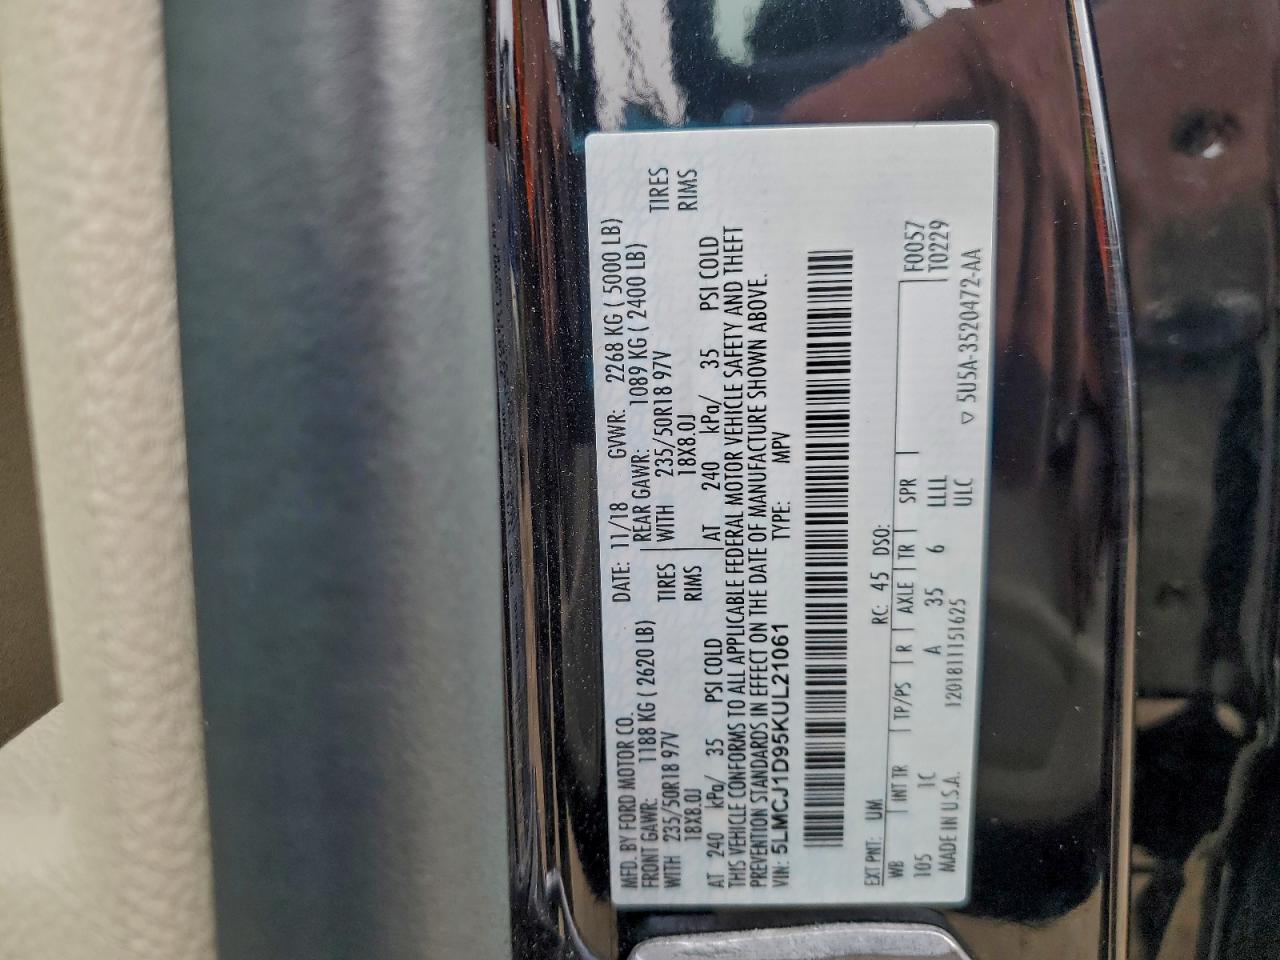 MFD. BY FORD MOTOR CO.
DATE: 11/18 GVWR: 2268 KG ( 5000 LB)
FRONT GAWR: 1188 KG ( 2620 LB) REAR GAWR: 1089 KG ( 2400 LB)
WITH 235/50R18 97V TIRES WITH 235/50R18 97V TIRES
18X8.0J RIMS 18X8.0J RIMS
AT 240 kPa/ 35 PSI COLD AT 240 kPa/ 35 PSI COLD
THIS VEHICLE CONFORMS TO ALL APPLICABLE FEDERAL MOTOR VEHICLE SAFETY AND THEFT
PREVENTION STANDARDS IN EFFECT ON THE DATE OF MANUFACTURE SHOWN ABOVE.
VIN: 5LMCJ1D95KUL21061 TYPE: MPV
EXT PNT: UM RC: 45 DSO:
WB INT TR TP/PS R AXLE TR SPR F0057
105 1C A 35 6 LLLL T0229
120181115162​5 ULC
MADE IN U.S.A. ▽ 5U5A-3520472-AA